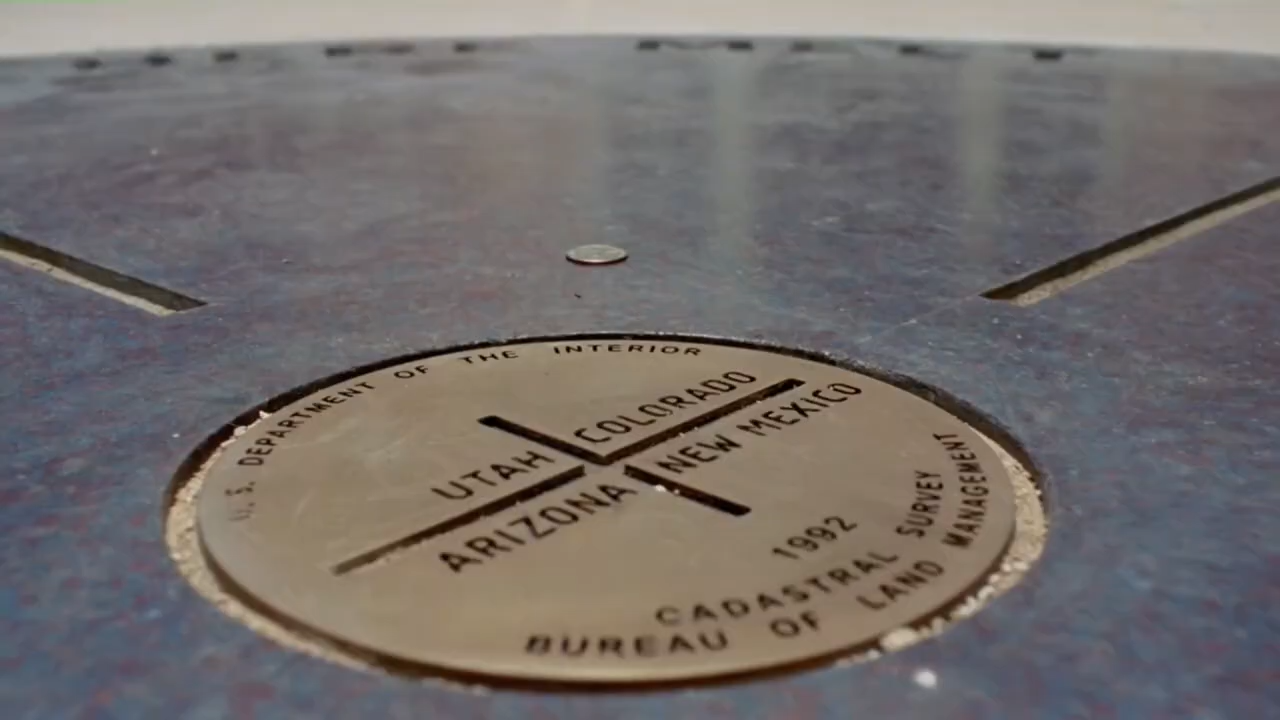 U.S. DEPARTMENT OF THE INTERIOR
COLORADO
UTAH
NEW MEXICO
ARIZONA
1992
CADASTRAL SURVEY
BUREAU OF LAND MANAGEMENT